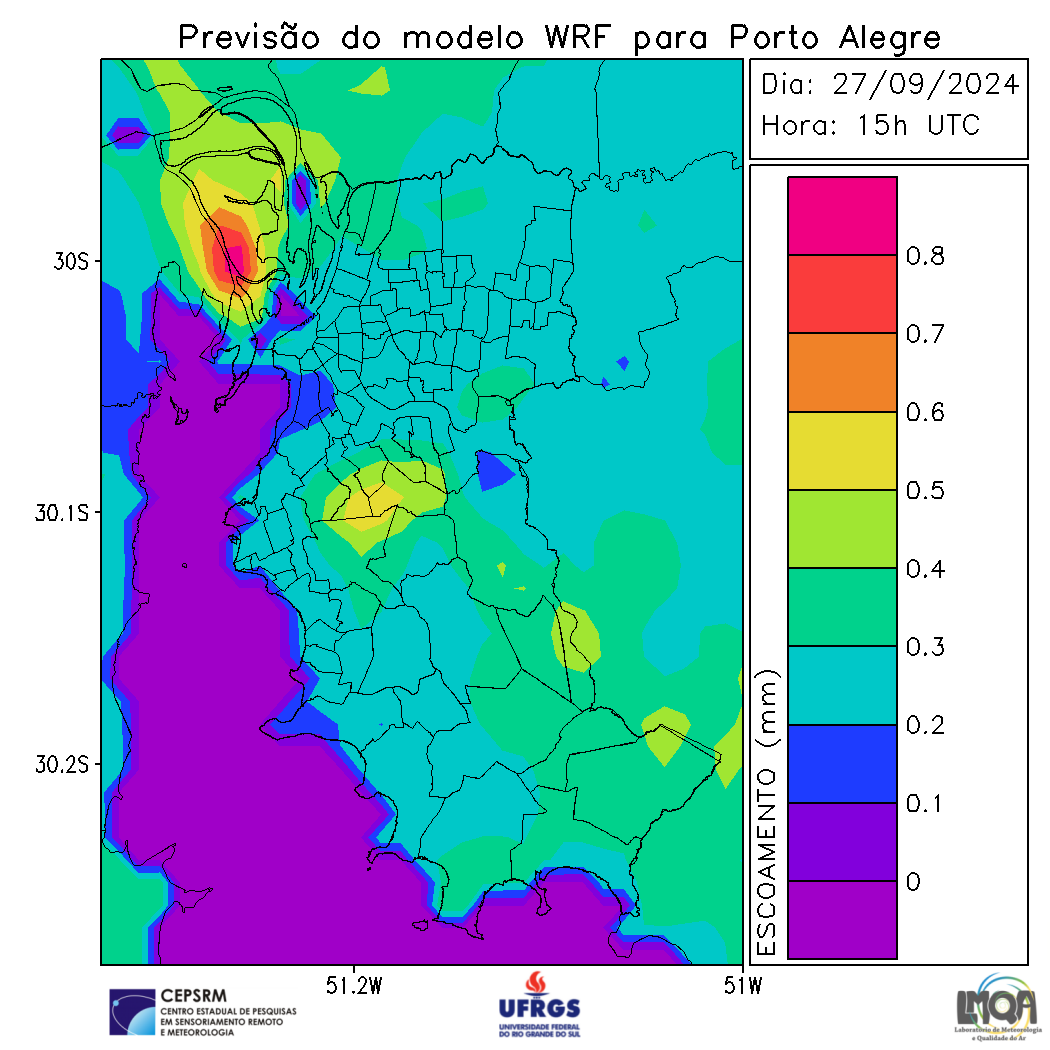 Previsão do modelo WRF para Porto Alegre
Dia: 27/09/2024
Hora: 15h UTC
30S
30.1S
30.2S
51.2W
51W
ESCOAMENTO (mm)
0.8
0.7
0.6
0.5
0.4
0.3
0.2
0.1
0
CEPSRM
CENTRO ESTADUAL DE PESQUISAS
EM SENSORIAMENTO REMOTO
E METEOROLOGIA
UFRGS
UNIVERSIDADE FEDERAL
DO RIO GRANDE DO SUL
LMQA
Laboratório de Meteorologia
e Qualidade do Ar